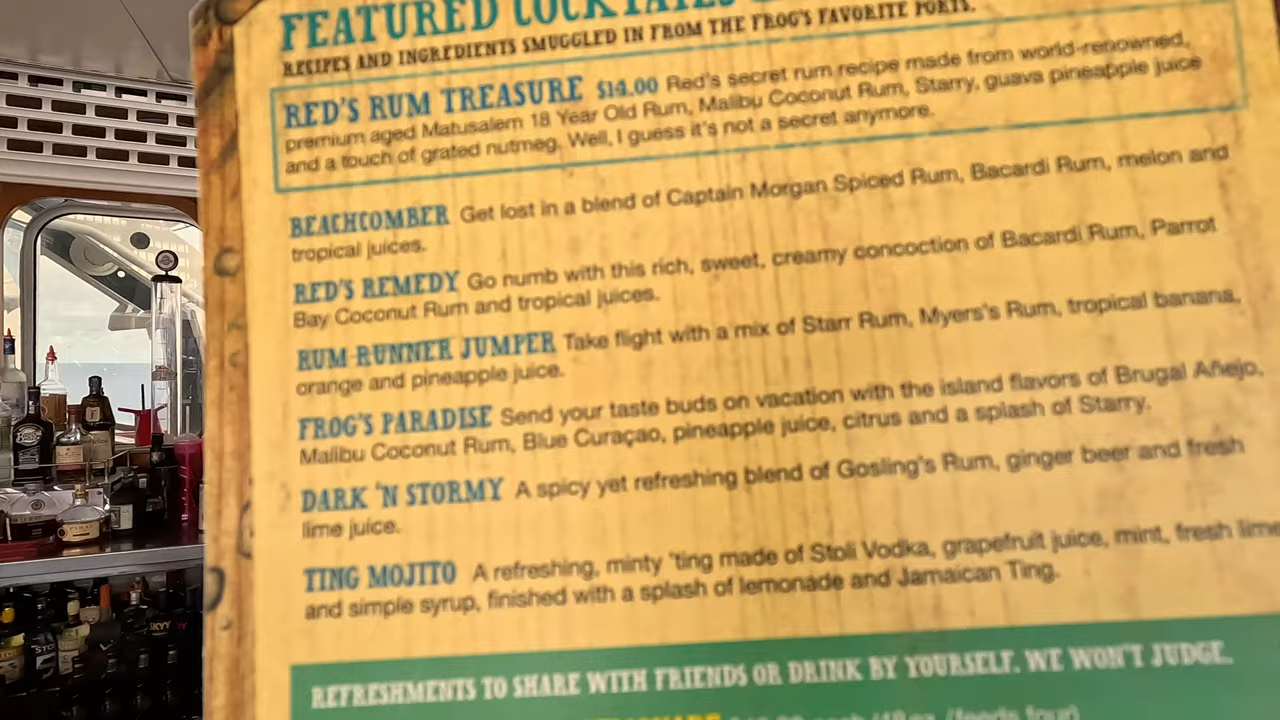 FEATURED COCKTAILS
RECIPES AND INGREDIENTS SMUGGLED IN FROM THE FROG'S FAVORITE PORTS.
RED'S RUM TREASURE $14.00 Red's secret rum recipe made from world-renowned,
premium aged Matusalem 18 Year Old Rum, Malibu Coconut Rum, Starry, guava pineapple juice
and a touch of grated nutmeg. Well, I guess it's not a secret anymore.
BEACHCOMBER Get lost in a blend of Captain Morgan Spiced Rum, Bacardi Rum, melon and
tropical juices.
RED'S REMEDY Go numb with this rich, sweet, creamy concoction of Bacardi Rum, Parrot
Bay Coconut Rum and tropical juices.
RUM RUNNER JUMPER Take flight with a mix of Starr Rum, Myers's Rum, tropical banana,
orange and pineapple juice.
FROG'S PARADISE Send your taste buds on vacation with the island flavors of Brugal Añejo,
Malibu Coconut Rum, Blue Curaçao, pineapple juice, citrus and a splash of Starry.
DARK 'N STORMY A spicy yet refreshing blend of Gosling's Rum, ginger beer and fresh
lime juice.
TING MOJITO A refreshing, minty 'ting made of Stoli Vodka, grapefruit juice, mint, fresh lime
and simple syrup, finished with a splash of lemonade and Jamaican Ting.
REFRESHMENTS TO SHARE WITH FRIENDS OR DRINK BY YOURSELF. WE WON'T JUDGE.
SKYY